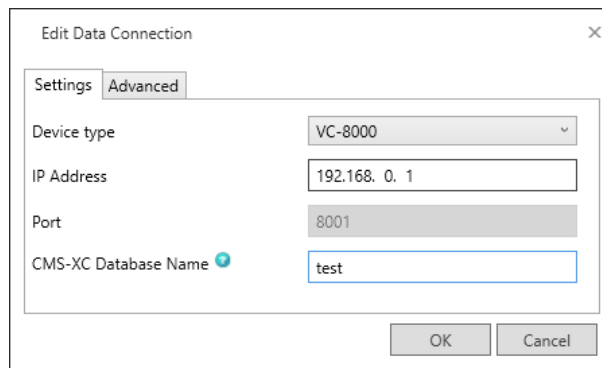 Edit Data Connection
Settings Advanced
Device type VC-8000
IP Address 192.168. 0. 1
Port 8001
CMS-XC Database Name ? test
OK Cancel